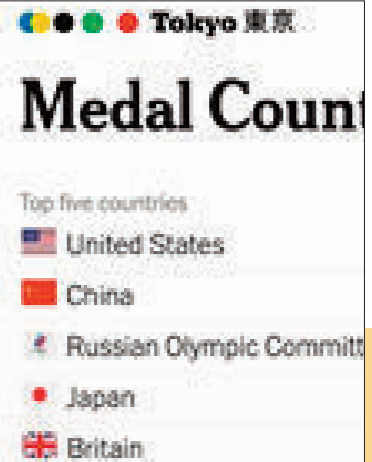 Tokyo 東京
Medal Count
Top five countries
United States
China
Russian Olympic Committ
Japan
Britain